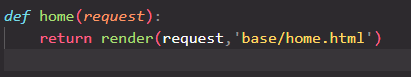 def home(request):
    return render(request,'base/home.html')